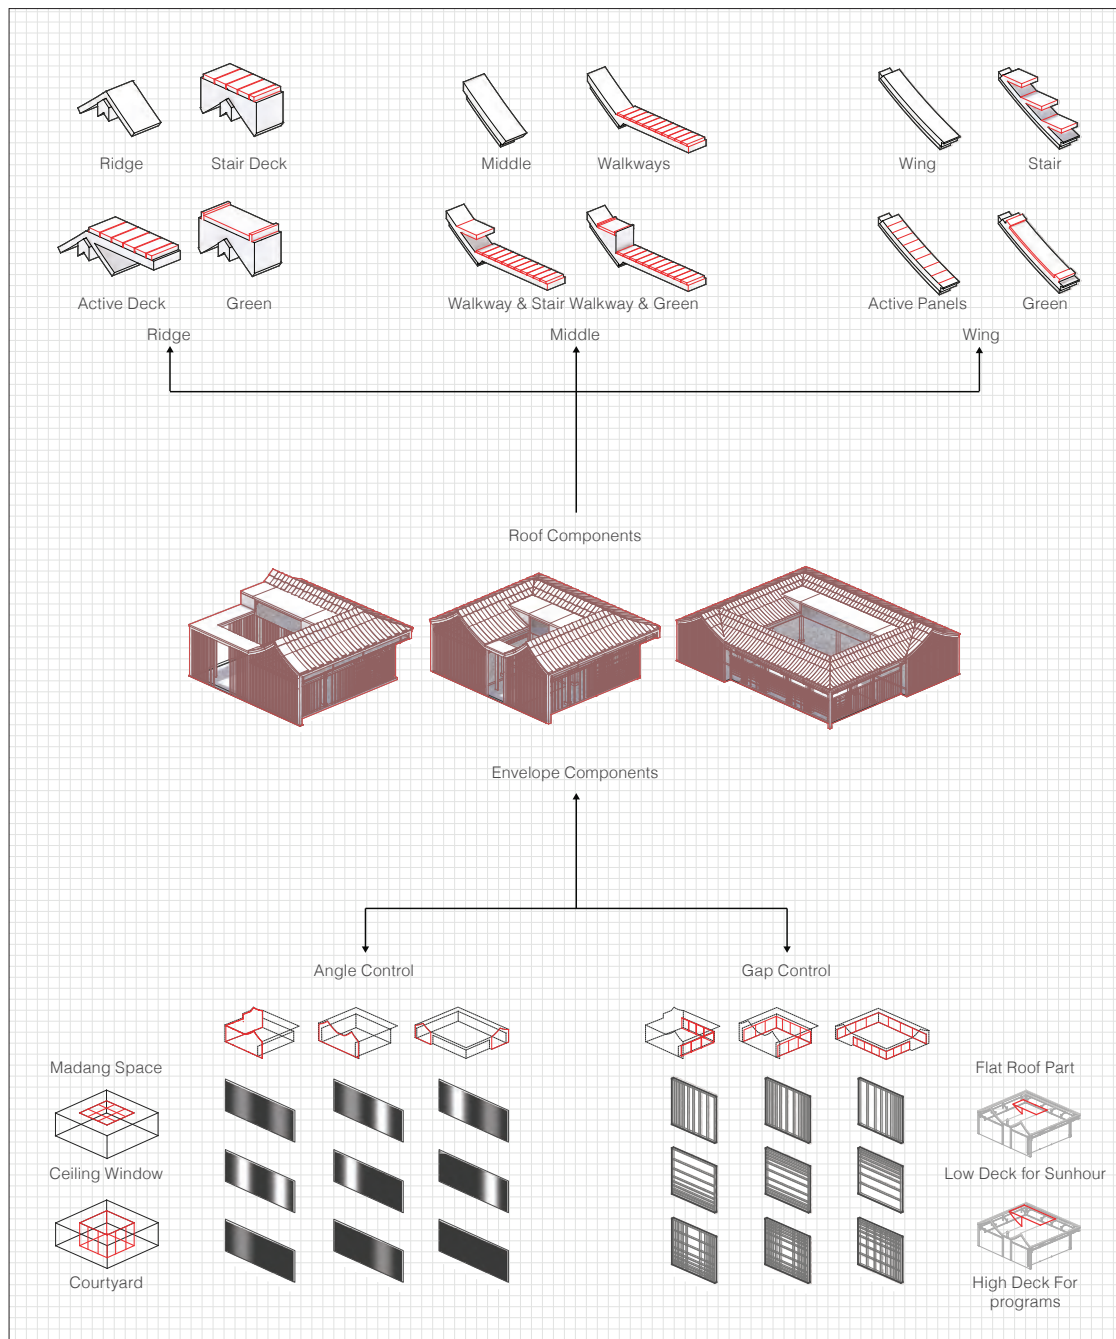 Ridge
Stair Deck
Middle
Walkways
Wing
Stair
Active Deck
Green
Walkway & Stair
Walkway & Green
Active Panels
Green
Ridge
Middle
Wing
Roof Components
Envelope Components
Angle Control
Gap Control
Madang Space
Flat Roof Part
Ceiling Window
Low Deck for Sunhour
Courtyard
High Deck For
programs